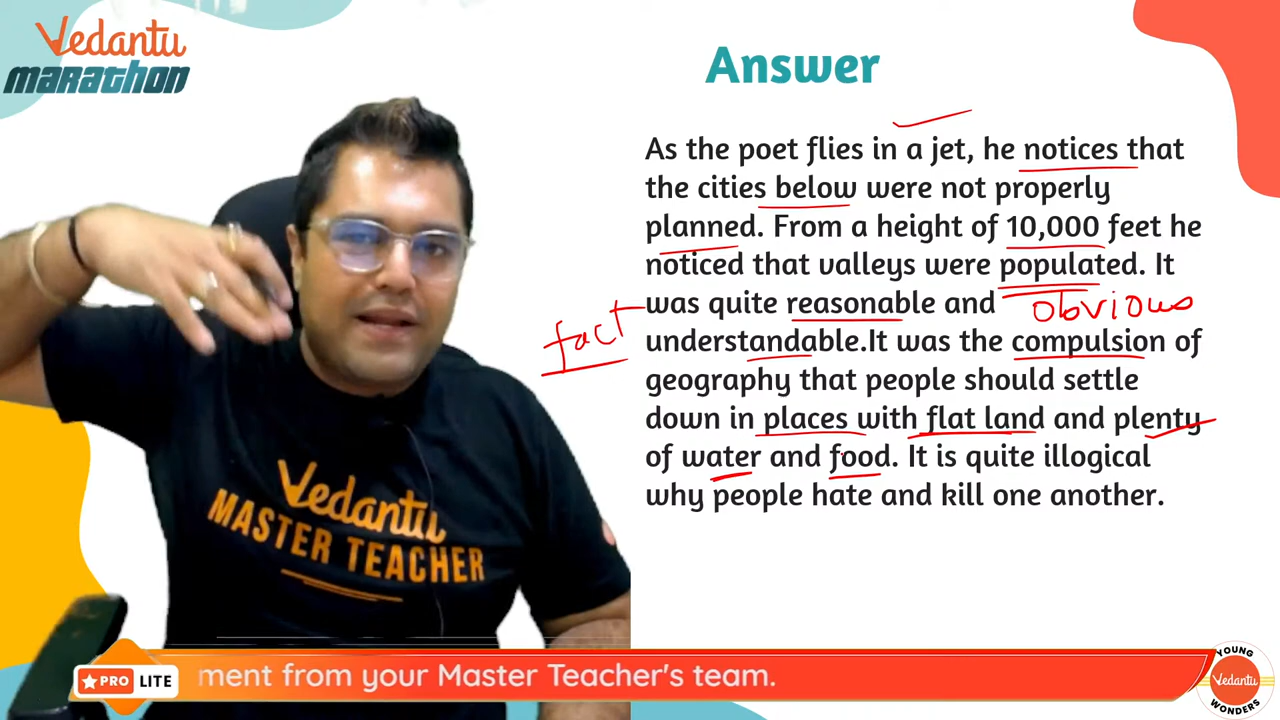 Vedantu
marathon
Answer
As the poet flies in a jet, he notices that
the cities below were not properly
planned. From a height of 10,000 feet he
noticed that valleys were populated. It
was quite reasonable and
obvious
fact
understandable.It was the compulsion of
geography that people should settle
down in places with flat land and plenty
of water and food. It is quite illogical
why people hate and kill one another.
Vedantu
MASTER TEACHER
PRO LITE
ment from your Master Teacher's team.
YOUNG
Vedantu
WONDERS